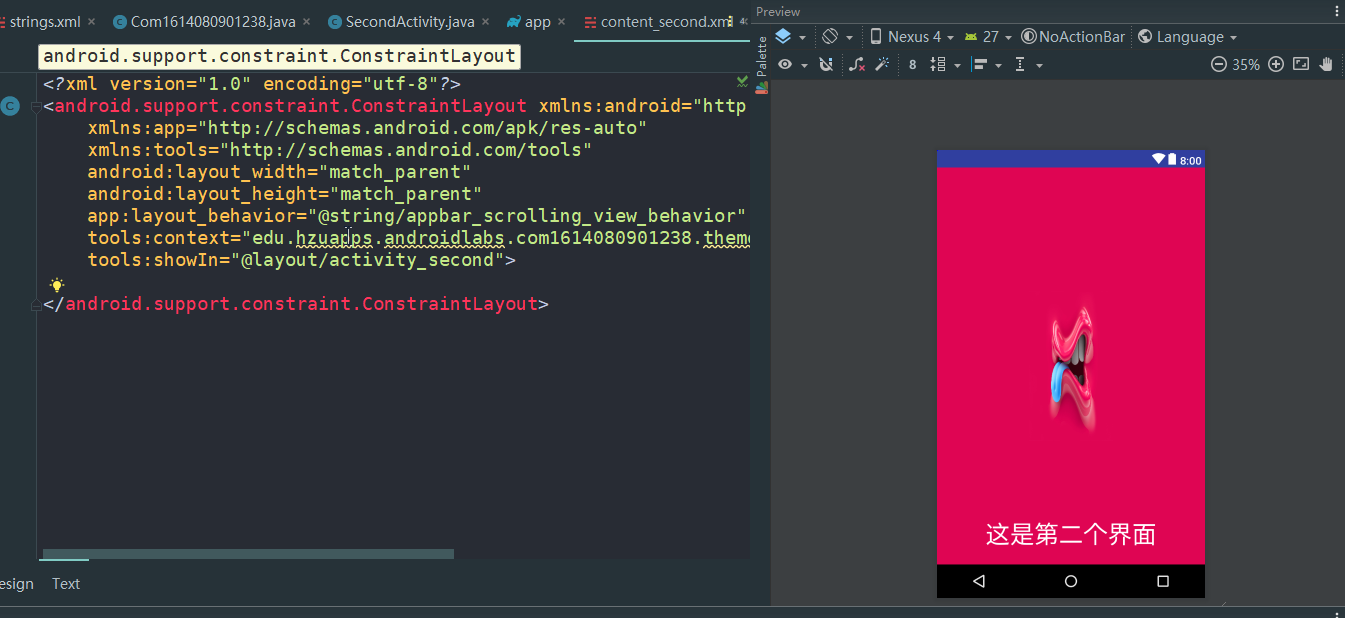 strings.xml
Com1614080901238.java
SecondActivity.java
app
content_second.xml
Preview
android.support.constraint.ConstraintLayout
Palette
Nexus 4
27
NoActionBar
Language
8
35%
<?xml version="1.0" encoding="utf-8"?>
<android.support.constraint.ConstraintLayout xmlns:android="http
xmlns:app="http://schemas.android.com/apk/res-auto"
xmlns:tools="http://schemas.android.com/tools"
android:layout_width="match_parent"
android:layout_height="match_parent"
app:layout_behavior="@string/appbar_scrolling_view_behavior"
tools:context="edu.hzuapps.androidlabs.com1614080901238.theme
tools:showIn="@layout/activity_second">
</android.support.constraint.ConstraintLayout>
8:00
这是第二个界面
esign
Text